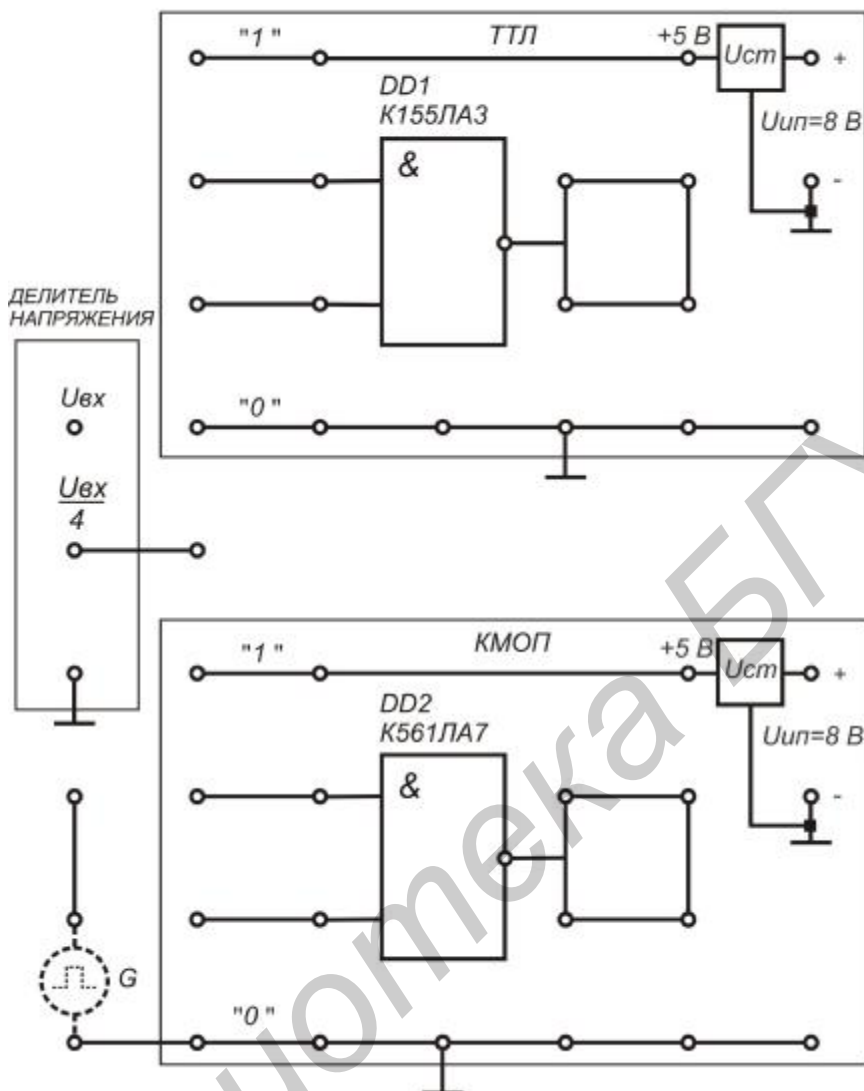 "1" ТТЛ +5 В Uст +
DD1
К155ЛА3
Uип=8 В
&
-
ДЕЛИТЕЛЬ
НАПРЯЖЕНИЯ
Uвх
"0"
Uвх
4
"1" КМОП +5 В Uст +
DD2
К561ЛА7
Uип=8 В
&
-
G
"0"